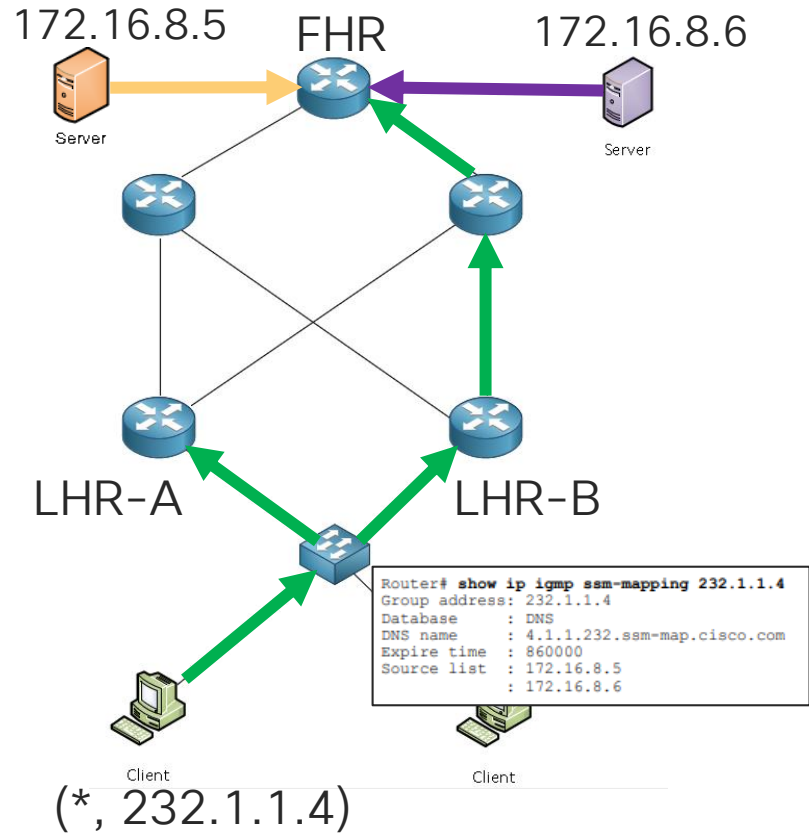 172.16.8.5
FHR
172.16.8.6
Server
Server
LHR-A
LHR-B
Router# show ip igmp ssm-mapping 232.1.1.4
Group address: 232.1.1.4
Database : DNS
DNS name : 4.1.1.232.ssm-map.cisco.com
Expire time : 860000
Source list : 172.16.8.5
: 172.16.8.6
Client
Client
(*, 232.1.1.4)